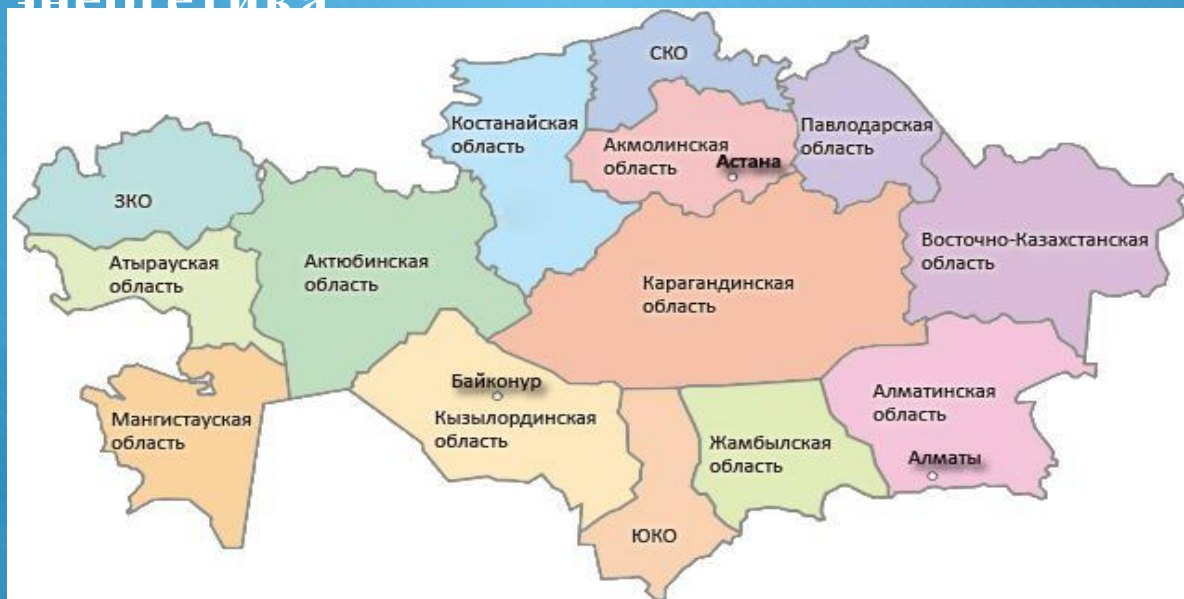 энергетика
СКО
Костанайская
область
Павлодарская
область
Акмолинская
область
Астана
ЗКО
Атырауская
область
Актюбинская
область
Восточно-Казахстанская
область
Карагандинская
область
Байконур
Кызылординская
область
Мангистауская
область
Алматинская
область
Жамбылская
область
Алматы
ЮКО